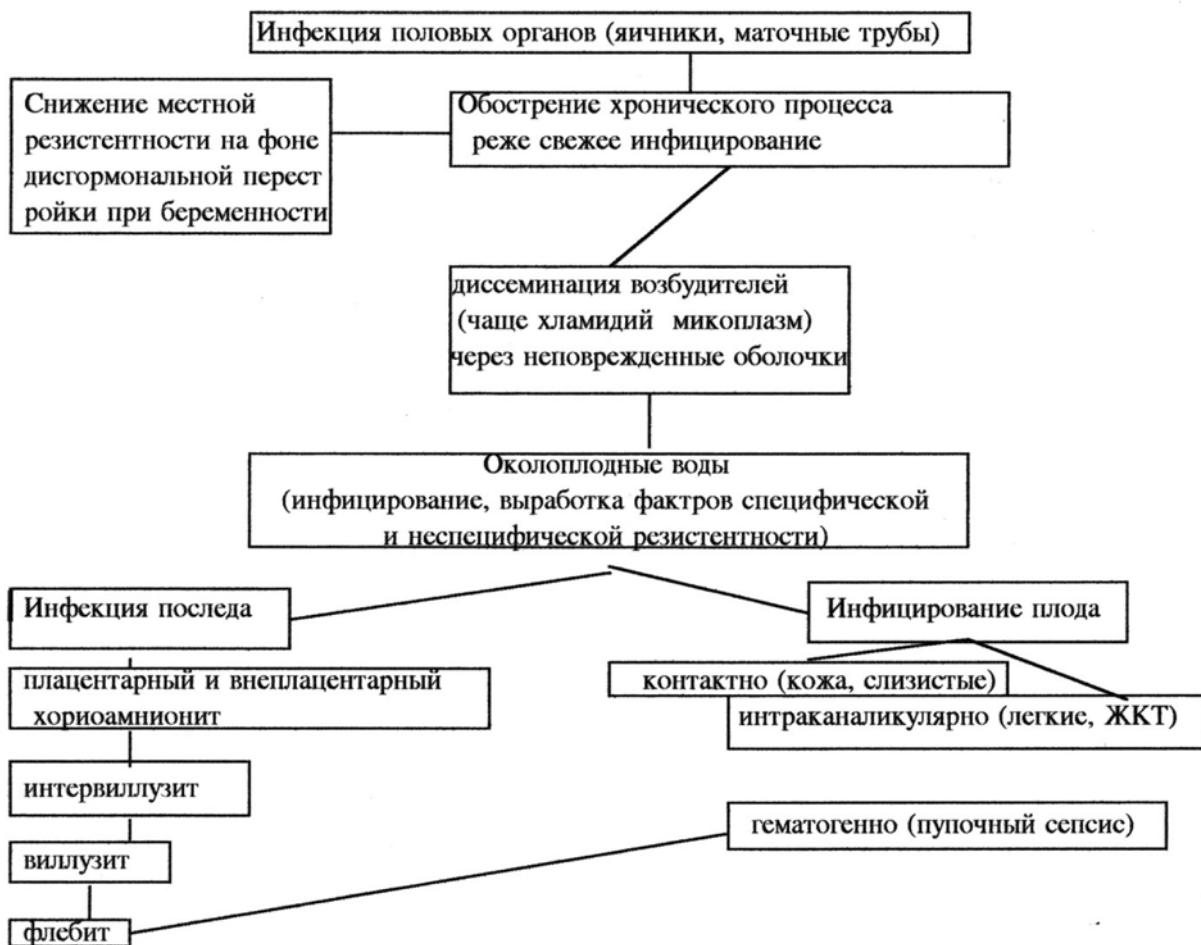 Инфекция половых органов (яичники, маточные трубы)
Снижение местной
резистентности на фоне
дисгормональной перест
ройки при беременности
Обострение хронического процесса
реже свежее инфицирование
диссеминация возбудителей
(чаще хламидий микоплазм)
через неповрежденные оболочки
Околоплодные воды
(инфицирование, выработка фактров специфической
и неспецифической резистентности)
Инфекция последа
Инфицирование плода
плацентарный и внеплацентарный
хориоамнионит
контактно (кожа, слизистые)
интраканаликулярно (легкие, ЖКТ)
интервиллузит
гематогенно (пупочный сепсис)
виллузит
флебит